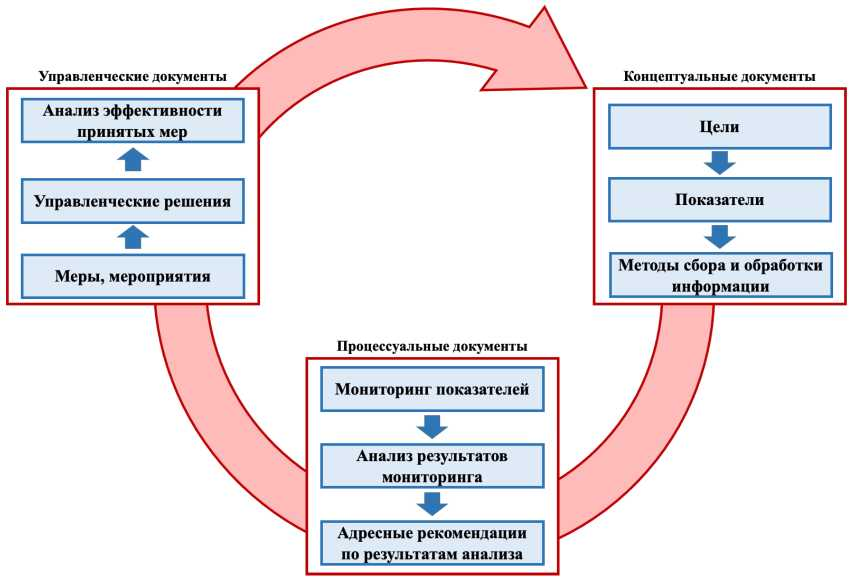 Управленческие документы
Анализ эффективности
принятых мер
Управленческие решения
Меры, мероприятия
Концептуальные документы
Цели
Показатели
Методы сбора и обработки
информации
Процессуальные документы
Мониторинг показателей
Анализ результатов
мониторинга
Адресные рекомендации
по результатам анализа